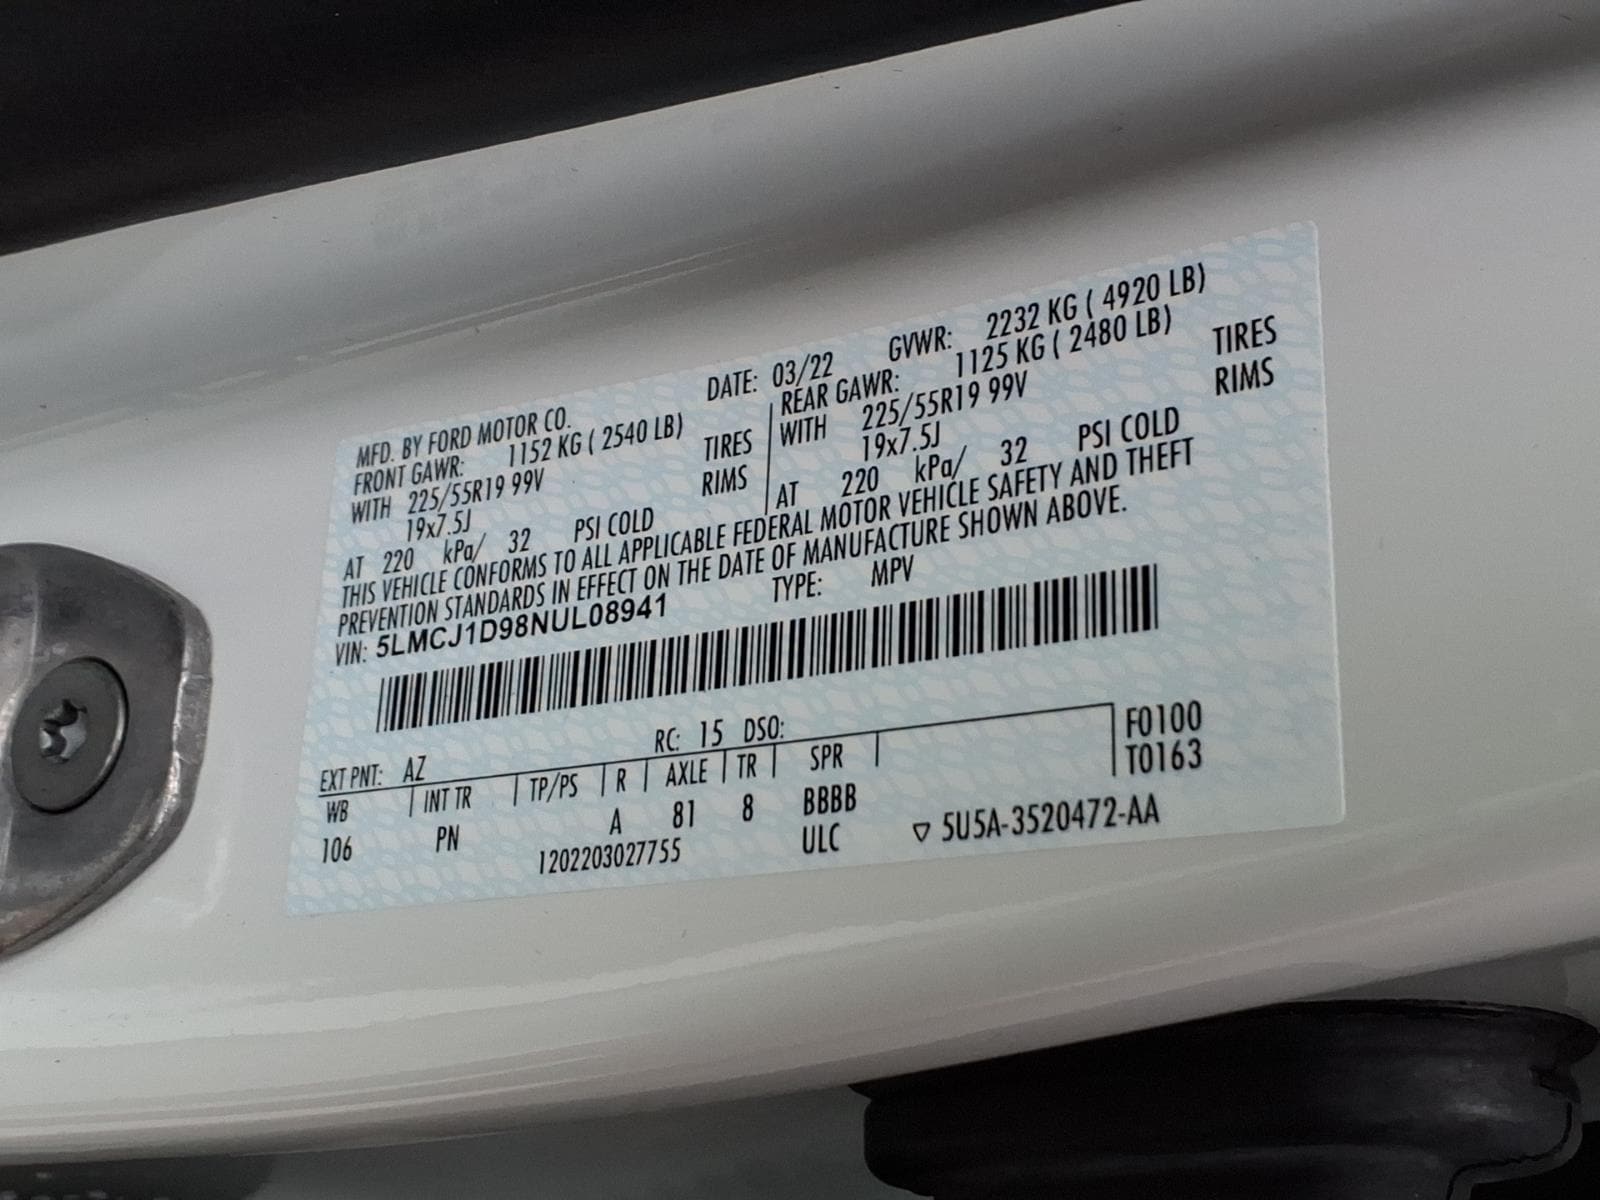 MFD. BY FORD MOTOR CO. DATE: 03/22 GVWR: 2232 KG ( 4920 LB)
FRONT GAWR: 1152 KG ( 2540 LB) REAR GAWR: 1125 KG ( 2480 LB)
WITH 225/55R19 99V TIRES WITH 225/55R19 99V TIRES
19x7.5J RIMS 19x7.5J RIMS
AT 220 kPa/ 32 PSI COLD AT 220 kPa/ 32 PSI COLD
THIS VEHICLE CONFORMS TO ALL APPLICABLE FEDERAL MOTOR VEHICLE SAFETY AND THEFT
PREVENTION STANDARDS IN EFFECT ON THE DATE OF MANUFACTURE SHOWN ABOVE.
VIN: 5LMCJ1D98NUL08941 TYPE: MPV
EXT PNT: AZ RC: 15 DSO: F0100
WB INT TR TP/PS R AXLE TR SPR T0163
106 PN A 81 8 BBBB
1202203027755 ULC ▽ 5U5A-3520472-AA